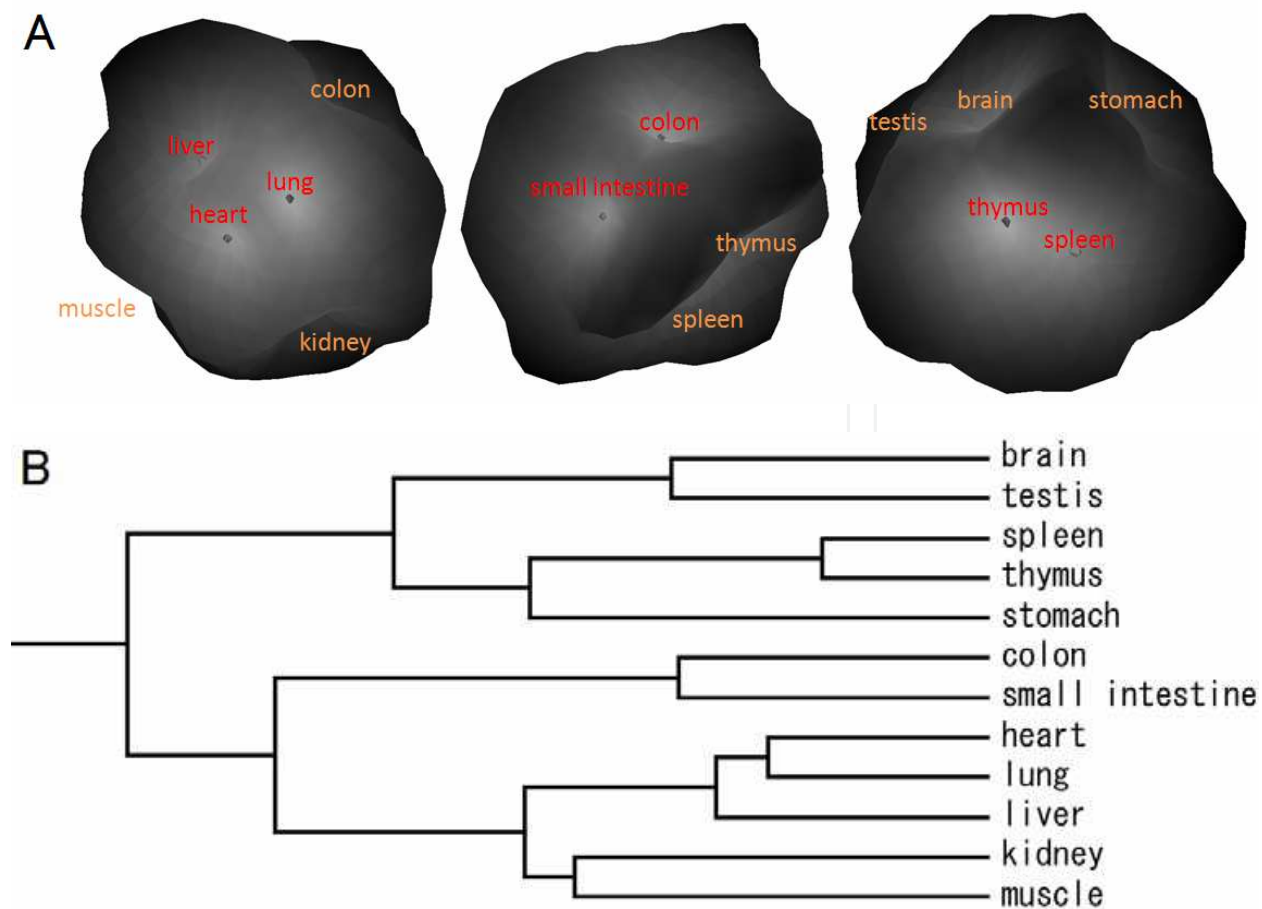 A
colon
liver
lung
heart
muscle
kidney
colon
small intestine
thymus
spleen
brain
stomach
testis
thymus
spleen
B
brain
testis
spleen
thymus
stomach
colon
small intestine
heart
lung
liver
kidney
muscle